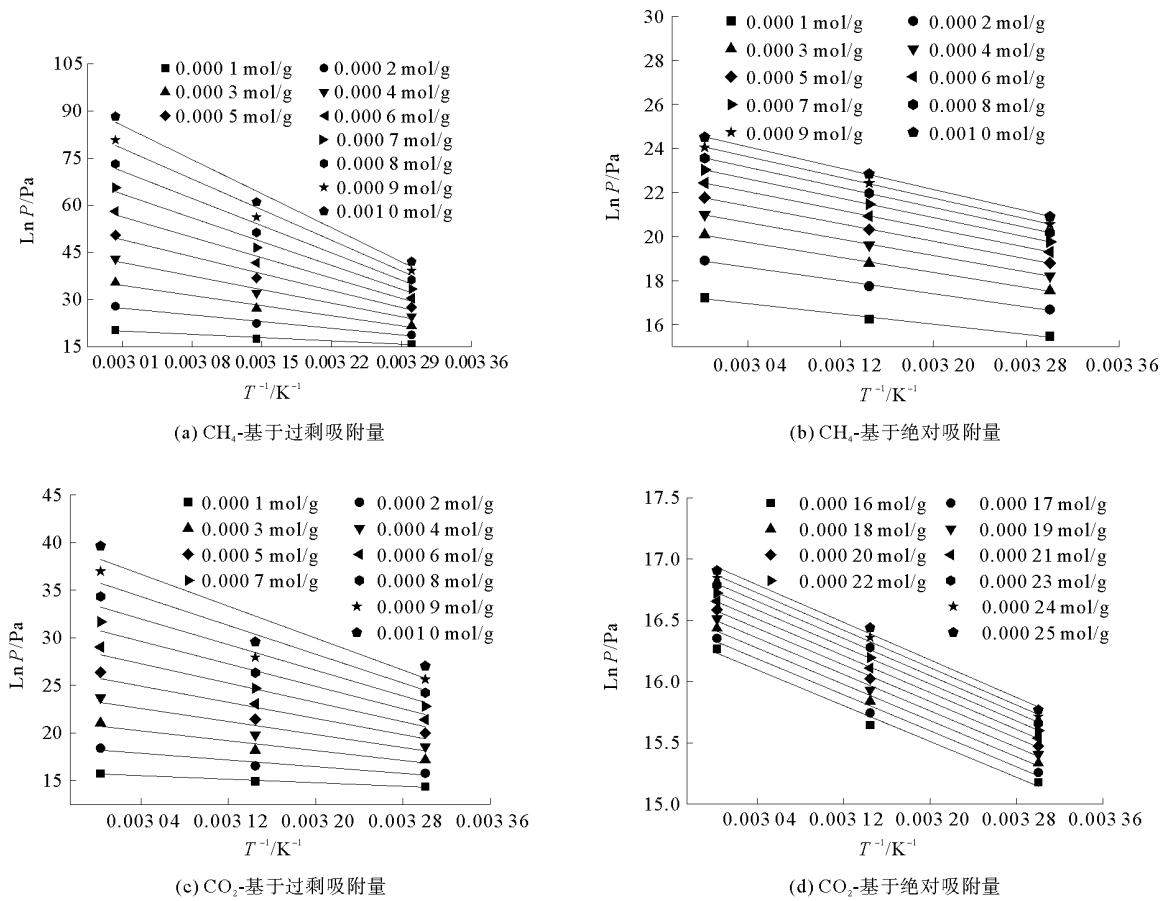 105
90
75
60
45
30
15
Ln P/Pa
0.000 1 mol/g 0.000 2 mol/g
0.000 3 mol/g 0.000 4 mol/g
0.000 5 mol/g 0.000 6 mol/g
0.000 7 mol/g
0.000 8 mol/g
0.000 9 mol/g
0.001 0 mol/g
0.003 01 0.003 08 0.003 15 0.003 22 0.003 29 0.003 36
T⁻¹/K⁻¹
(a) CH₄-基于过剩吸附量
30
28
26
24
22
20
18
16
Ln P/Pa
0.000 1 mol/g 0.000 2 mol/g
0.000 3 mol/g 0.000 4 mol/g
0.000 5 mol/g 0.000 6 mol/g
0.000 7 mol/g 0.000 8 mol/g
0.000 9 mol/g 0.001 0 mol/g
0.003 04 0.003 12 0.003 20 0.003 28 0.003 36
T⁻¹/K⁻¹
(b) CH₄-基于绝对吸附量
45
40
35
30
25
20
15
Ln P/Pa
0.000 1 mol/g 0.000 2 mol/g
0.000 3 mol/g 0.000 4 mol/g
0.000 5 mol/g 0.000 6 mol/g
0.000 7 mol/g 0.000 8 mol/g
0.000 9 mol/g
0.001 0 mol/g
0.003 04 0.003 12 0.003 20 0.003 28 0.003 36
T⁻¹/K⁻¹
(c) CO₂-基于过剩吸附量
17.5
17.0
16.5
16.0
15.5
15.0
Ln P/Pa
0.000 16 mol/g 0.000 17 mol/g
0.000 18 mol/g 0.000 19 mol/g
0.000 20 mol/g 0.000 21 mol/g
0.000 22 mol/g 0.000 23 mol/g
0.000 24 mol/g
0.000 25 mol/g
0.003 04 0.003 12 0.003 20 0.003 28 0.003 36
T⁻¹/K⁻¹
(d) CO₂-基于绝对吸附量